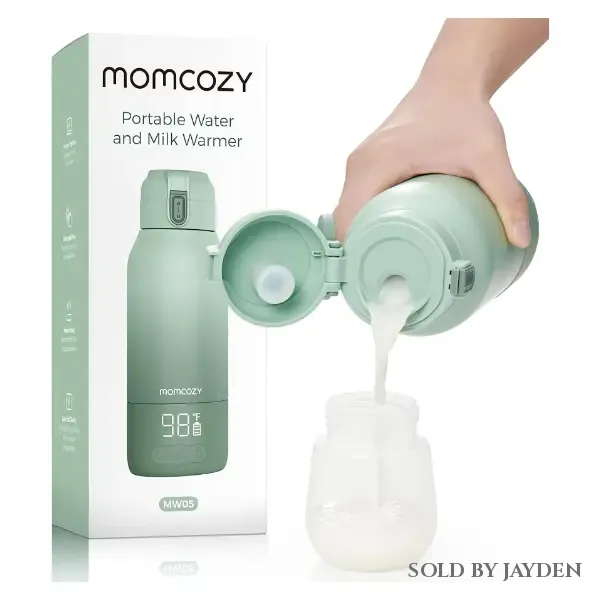 momcozy
Portable Water
and Milk Warmer
momcozy
98°F
MW05
SOLD BY JAYDEN